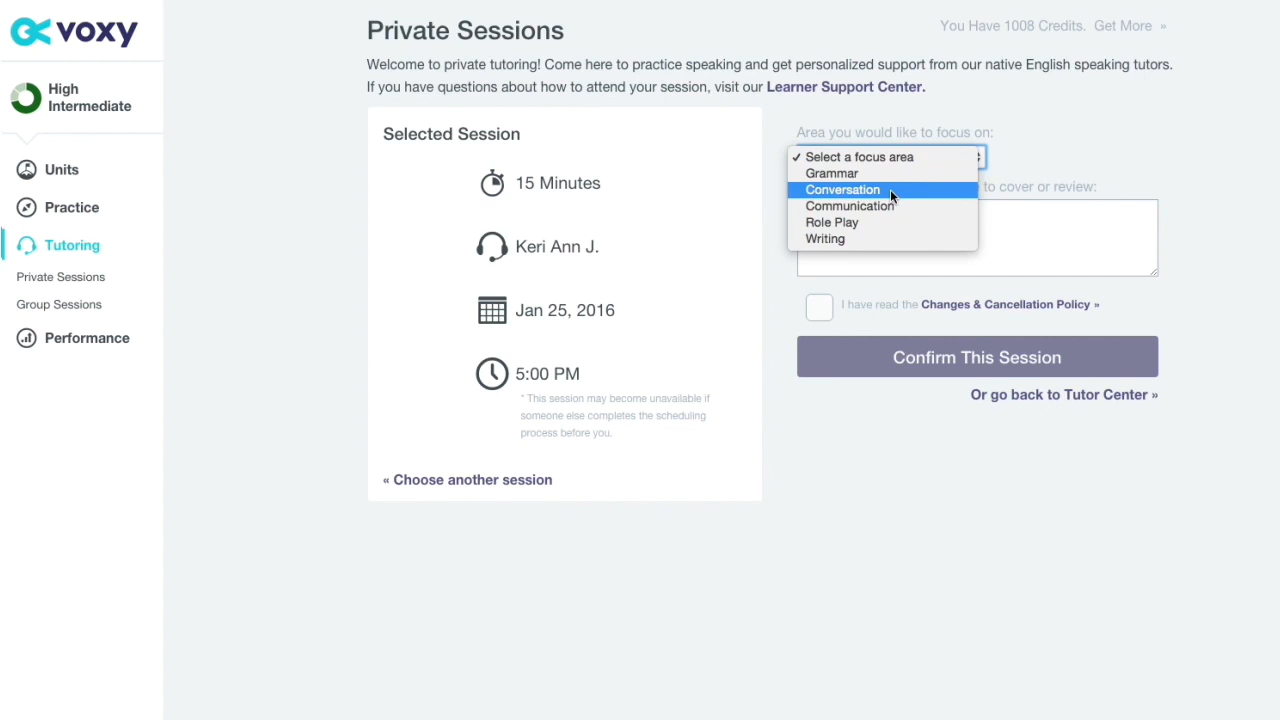 voxy
High
Intermediate
Units
Practice
Tutoring
Private Sessions
Group Sessions
Performance
Private Sessions
You Have 1008 Credits. Get More »
Welcome to private tutoring! Come here to practice speaking and get personalized support from our native English speaking tutors.
If you have questions about how to attend your session, visit our Learner Support Center.
Selected Session
15 Minutes
Keri Ann J.
Jan 25, 2016
5:00 PM
* This session may become unavailable if
someone else completes the scheduling
process before you.
« Choose another session
Area you would like to focus on:
✓ Select a focus area
Grammar
Conversation
Communication
Role Play
Writing
to cover or review:
I have read the Changes & Cancellation Policy »
Confirm This Session
Or go back to Tutor Center »